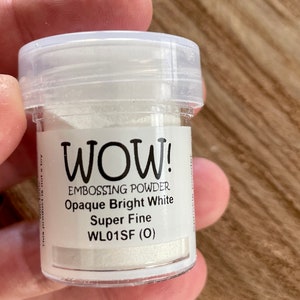 WOW!
EMBOSSING POWDER
Opaque Bright White
Super Fine
WL01SF (O)